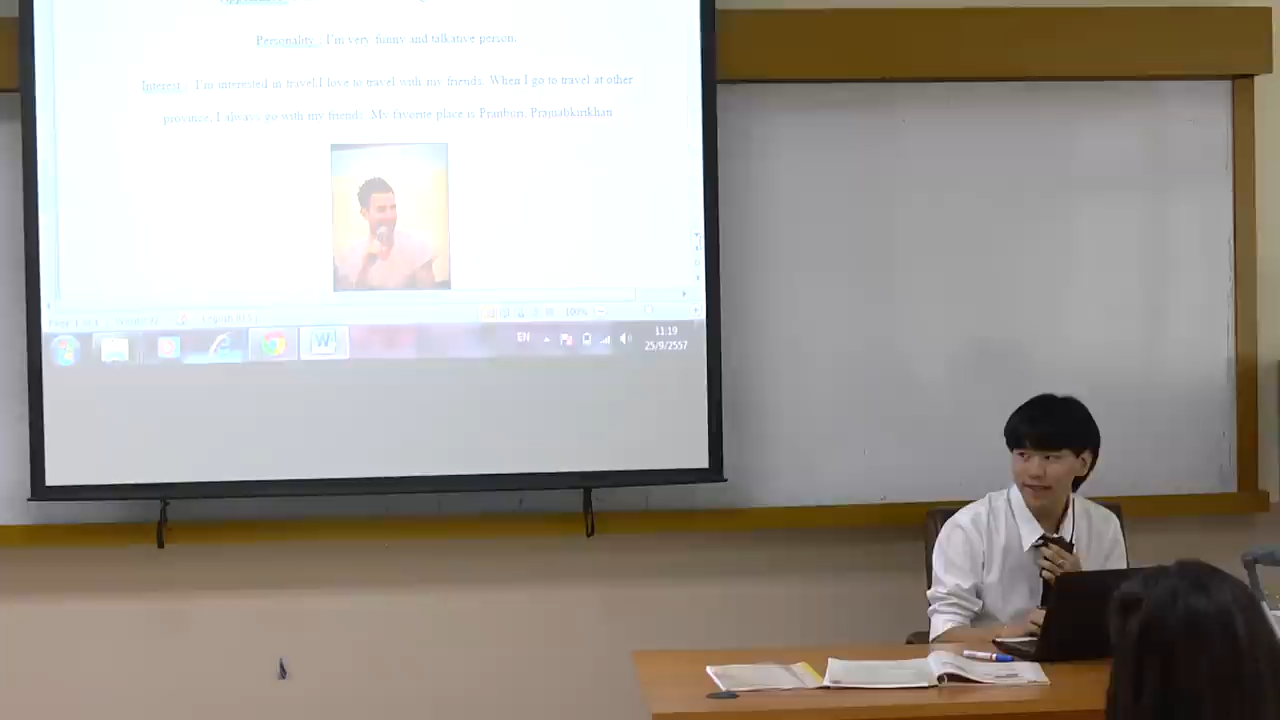 Personality : I'm very funny and talkative person.
Interest : I'm interested in travel.I love to travel with my friends. When I go to travel at other
province, I always go with my friends. My favorite place is Pranburi, Prajuabkirikhan
100%
EN
11:19
25/9/2557